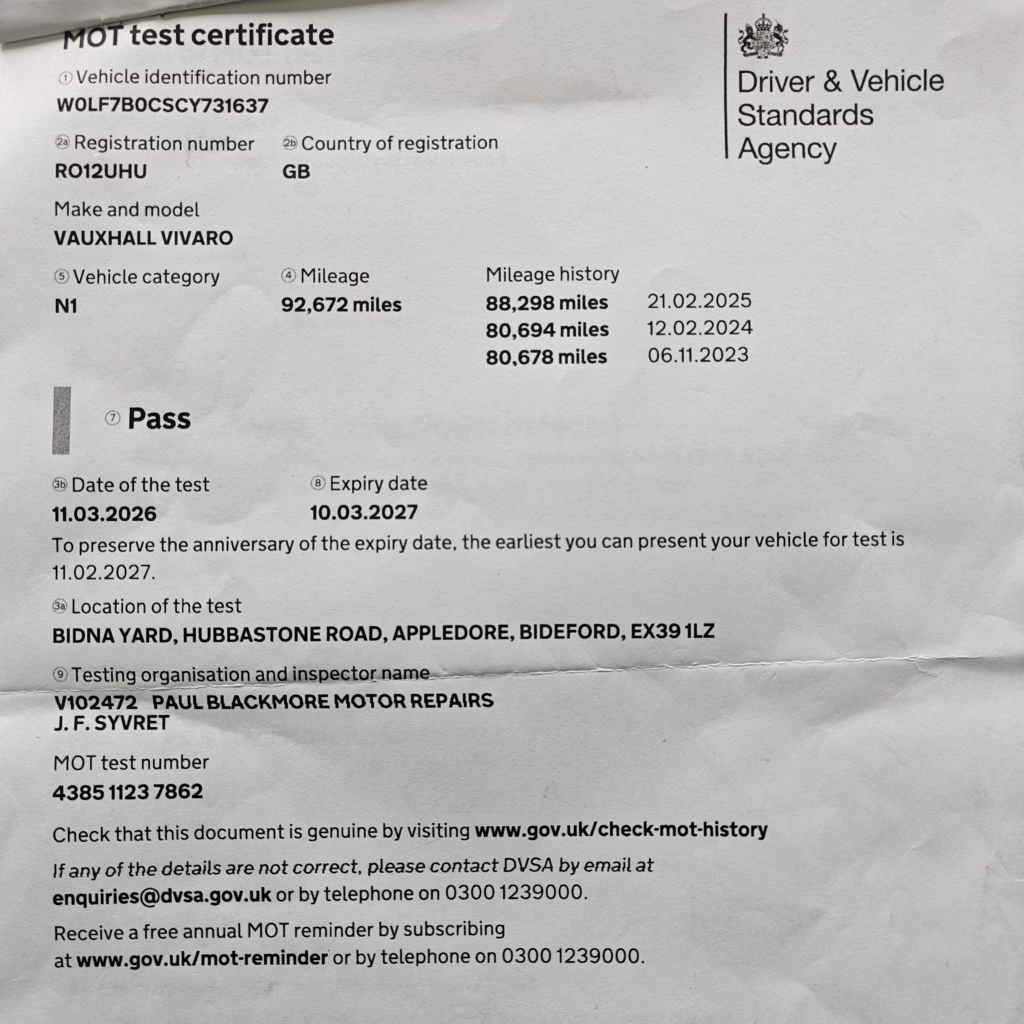 MOT test certificate
Driver & Vehicle
Standards
Agency
1 Vehicle identification number
W0LF7B0CSCY731637
2a Registration number 2b Country of registration
RO12UHU GB
Make and model
VAUXHALL VIVARO
5 Vehicle category 4 Mileage Mileage history
N1 92,672 miles 88,298 miles 21.02.2025
80,694 miles 12.02.2024
80,678 miles 06.11.2023
7 Pass
3b Date of the test 8 Expiry date
11.03.2026 10.03.2027
To preserve the anniversary of the expiry date, the earliest you can present your vehicle for test is
11.02.2027.
3a Location of the test
BIDNA YARD, HUBBASTONE ROAD, APPLEDORE, BIDEFORD, EX39 1LZ
9 Testing organisation and inspector name
V102472 PAUL BLACKMORE MOTOR REPAIRS
J. F. SYVRET
MOT test number
4385 1123 7862
Check that this document is genuine by visiting www.gov.uk/check-mot-history
If any of the details are not correct, please contact DVSA by email at
enquiries@dvsa.gov.uk or by telephone on 0300 1239000.
Receive a free annual MOT reminder by subscribing
at www.gov.uk/mot-reminder or by telephone on 0300 1239000.